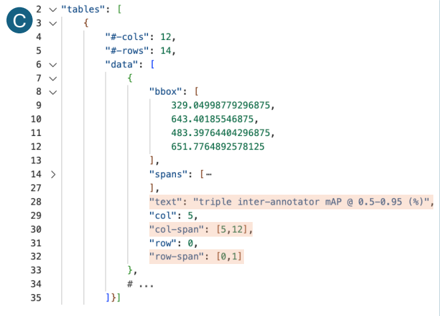 C
2 "tables": [
3 {
4 "#-cols": 12,
5 "#-rows": 14,
6 "data": [
7 {
8 "bbox": [
9 329.04998779296875,
10 643.40185546875,
11 483.39764404296875,
12 651.7764892578125
13 ],
14 "spans": [⋯
27 ],
28 "text": "triple inter-annotator mAP @ 0.5-0.95 (%)",
29 "col": 5,
30 "col-span": [5,12],
31 "row": 0,
32 "row-span": [0,1]
33 },
34 # ...
35 ]}]